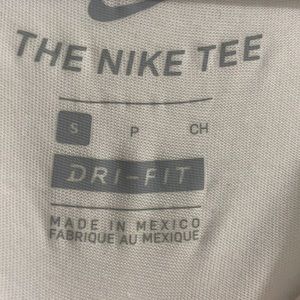 THE NIKE TEE
S P CH
DRI-FIT
MADE IN MEXICO
FABRIQUE AU MEXIQUE